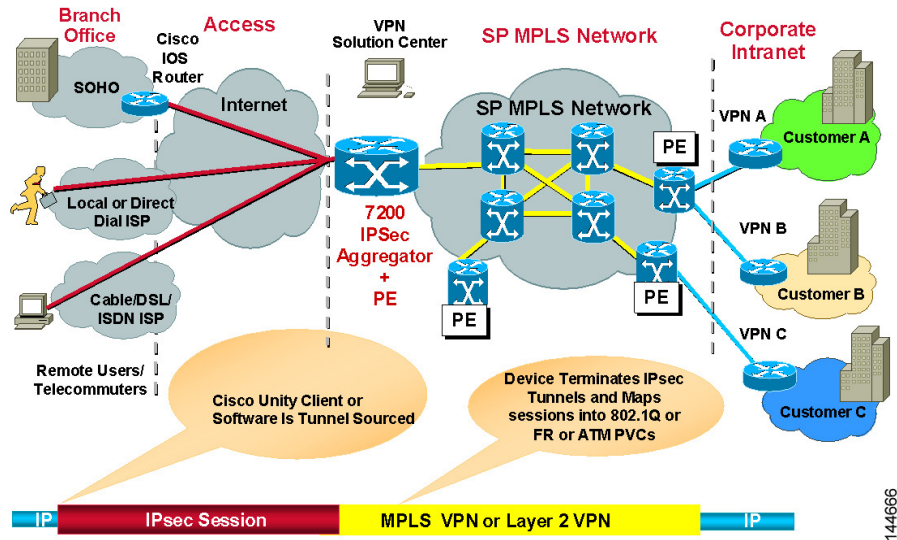 Branch
Office
Access
VPN
Solution Center
SP MPLS Network
Corporate
Intranet
Cisco
IOS
Router
SOHO
Internet
SP MPLS Network
PE
VPN A
Customer A
Local or Direct
Dial ISP
7200
IPSec
Aggregator
+
PE
VPN B
Customer B
Cable/DSL/
ISDN ISP
PE
PE
VPN C
Customer C
Remote Users/
Telecommuters
Cisco Unity Client or
Software Is Tunnel Sourced
Device Terminates IPsec
Tunnels and Maps
sessions into 802.1Q or
FR or ATM PVCs
IP
IPsec Session
MPLS VPN or Layer 2 VPN
IP
144666